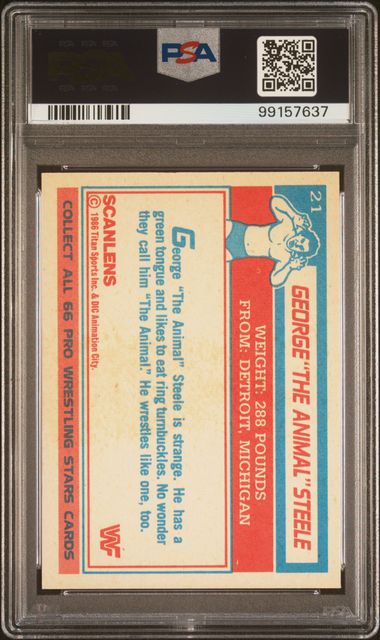 PSA
99157637
21
GEORGE "THE ANIMAL" STEELE
WEIGHT: 288 POUNDS
FROM: DETROIT, MICHIGAN
George "The Animal" Steele is strange. He has a
green tongue and likes to eat ring turnbuckles. No wonder
they call him "The Animal." He wrestles like one, too.
SCANLENS
© 1986 Titan Sports Inc. & DIC Animation City.
WF
COLLECT ALL 66 PRO WRESTLING STARS CARDS